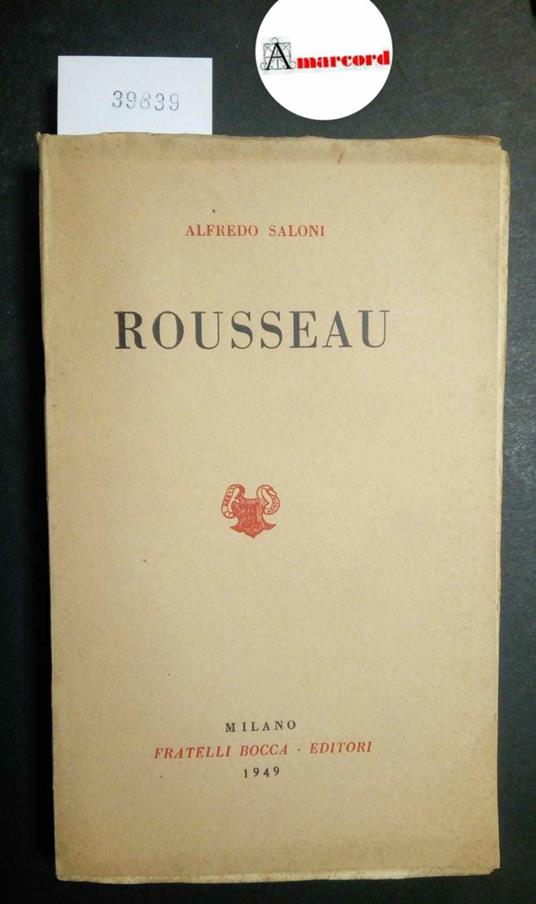 Amarcord
39839
ALFREDO SALONI
ROUSSEAU
MILANO
FRATELLI BOCCA - EDITORI
1949